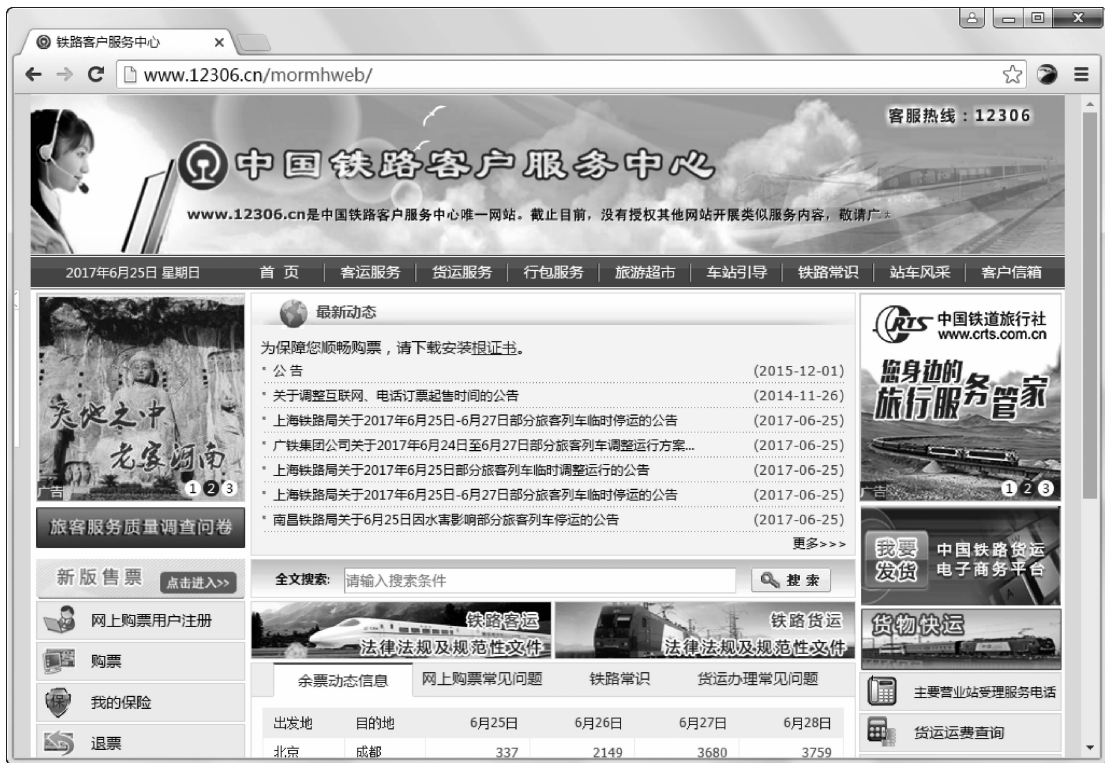 铁路客户服务中心
www.12306.cn/mormhweb/
客服热线：12306
中国铁路客户服务中心
www.12306.cn是中国铁路客户服务中心唯一网站。截止目前，没有授权其他网站开展类似服务内容，敬请广
2017年6月25日 星期日 首 页 客运服务 货运服务 行包服务 旅游超市 车站引导 铁路常识 站车风采 客户信箱
天地之中
老家河南
广告
1 2 3
旅客服务质量调查问卷
新版售票 点击进入>>
网上购票用户注册
购票
保
我的保险
退票
最新动态
为保障您顺畅购票，请下载安装根证书。
公 告 (2015-12-01)
关于调整互联网、电话订票起售时间的公告 (2014-11-26)
上海铁路局关于2017年6月25日-6月27日部分旅客列车临时停运的公告 (2017-06-25)
广铁集团公司关于2017年6月24日至6月27日部分旅客列车调整运行方案... (2017-06-25)
上海铁路局关于2017年6月25日部分旅客列车临时调整运行的公告 (2017-06-25)
上海铁路局关于2017年6月25日-6月27日部分旅客列车临时停运的公告 (2017-06-25)
南昌铁路局关于6月25日因水害影响部分旅客列车停运的公告 (2017-06-25)
更多>>>
全文搜索: 请输入搜索条件 搜 索
铁路客运
法律法规及规范性文件
铁路货运
法律法规及规范性文件
余票动态信息 网上购票常见问题 铁路常识 货运办理常见问题
出发地 目的地 6月25日 6月26日 6月27日 6月28日
北京 成都 337 2149 3680 3759
CRTS 中国铁道旅行社
www.crts.com.cn
您身边的
旅行服务管家
广告
1 2 3
我要
发货
中国铁路货运
电子商务平台
货物快运
主要营业站受理服务电话
货运运费查询